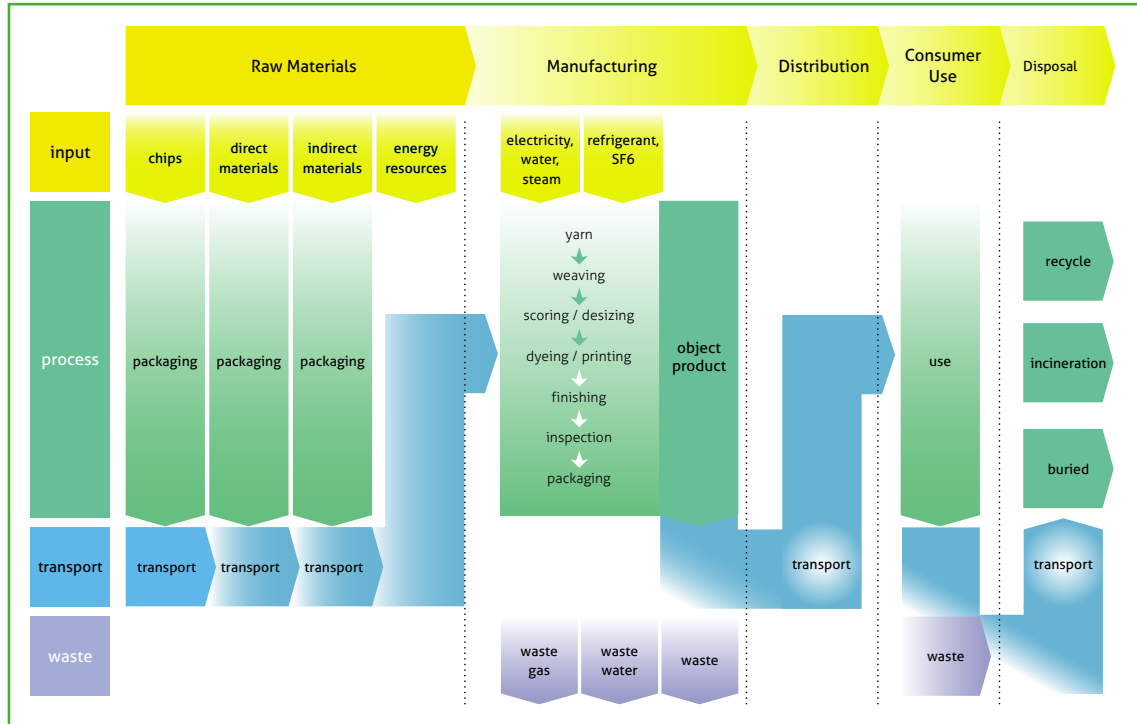 Raw Materials
Manufacturing
Distribution
Consumer
Use
Disposal
input
chips
direct
materials
indirect
materials
energy
resources
electricity,
water,
steam
refrigerant,
SF6
process
packaging
packaging
packaging
yarn
weaving
scoring / desizing
dyeing / printing
finishing
inspection
packaging
object
product
use
recycle
incineration
buried
transport
transport
transport
transport
transport
transport
waste
waste
gas
waste
water
waste
waste